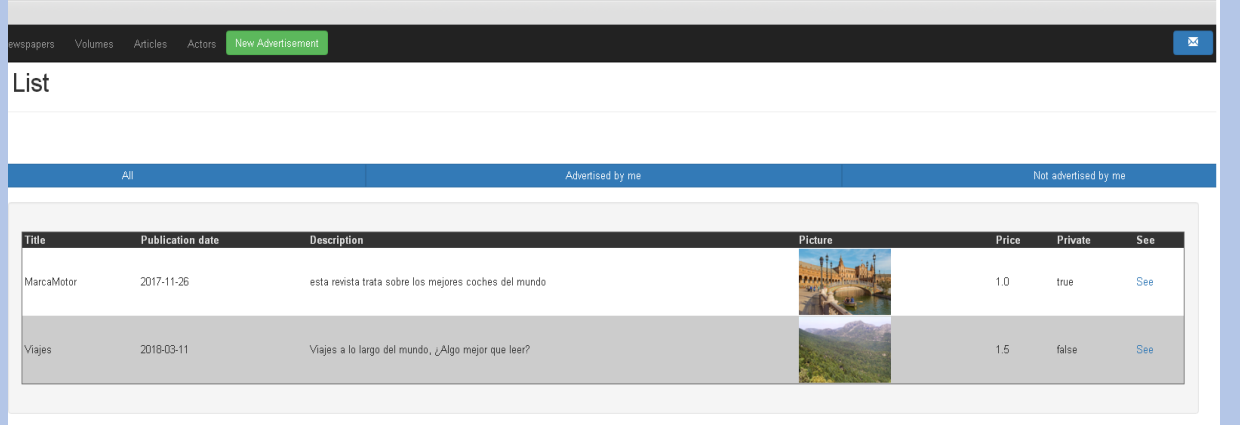 ewspapers Volumes Articles Actors New Advertisement
List
All Advertised by me Not advertised by me
Title Publication date Description Picture Price Private See
MarcaMotor 2017-11-26 esta revista trata sobre los mejores coches del mundo 1.0 true See
Viajes 2018-03-11 Viajes a lo largo del mundo, ¿Algo mejor que leer? 1.5 false See